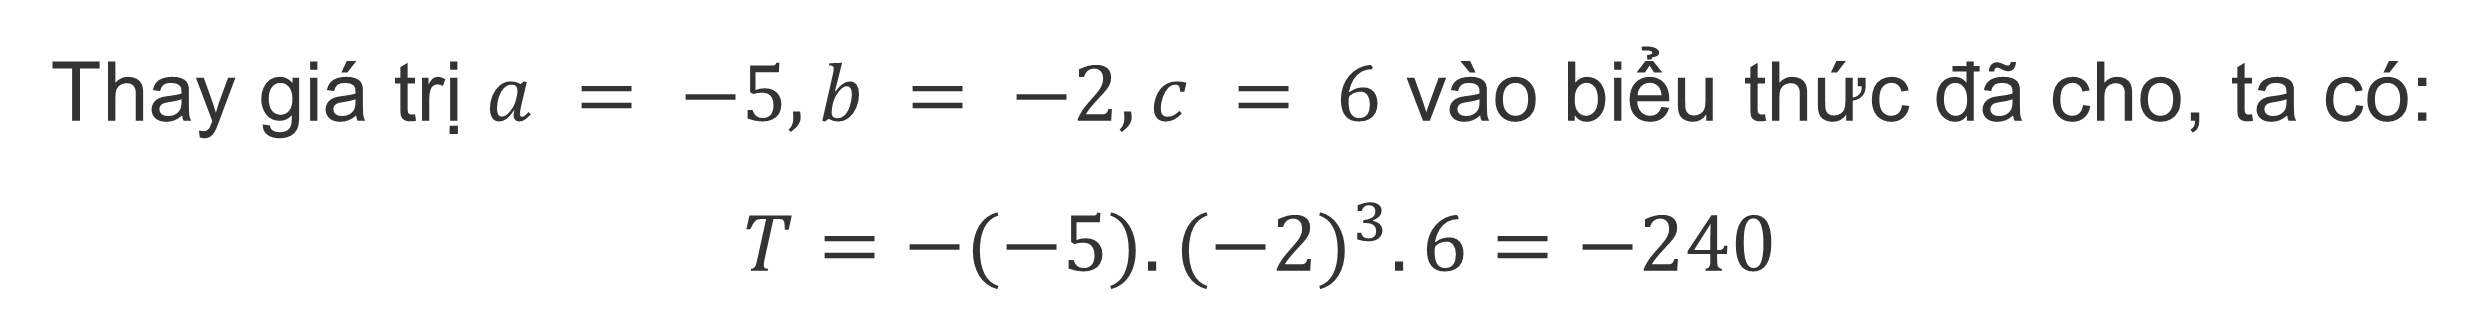 Thay giá trị a = −5, b = −2, c = 6 vào biểu thức đã cho, ta có:
T = −(−5). (−2)³. 6 = −240